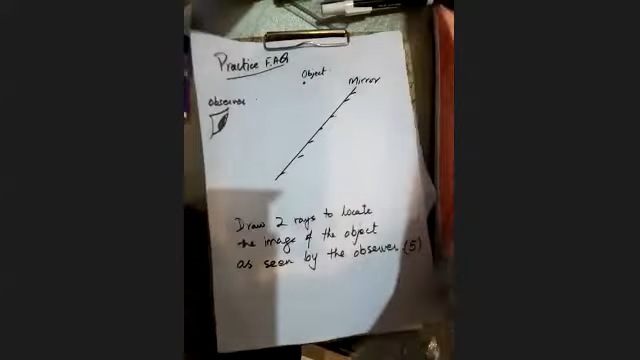 Practice F.A.Q
Object
Mirror
Observer
Draw 2 rays to locate
the image of the object
as seen by the observer (5)